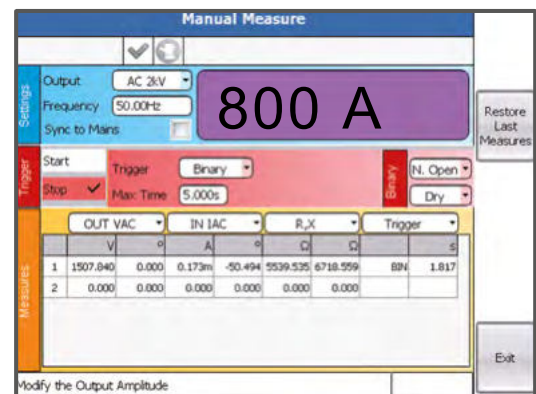 Manual Measure
Settings
Output AC 2kV
800 A
Frequency 50.00Hz
Sync to Mains
Restore Last Measures
Trigger
Start
Stop
Trigger Binary
Max Time 5.000s
Binary
N. Open
Dry
Measures
OUT VAC IN IAC R,X Trigger
V º A º Ω Ω s
1 1507.840 0.000 0.173m -50.494 5539.535 6718.559 BIN 1.817
2 0.000 0.000 0.000 0.000 0.000 0.000
Exit
Modify the Output Amplitude